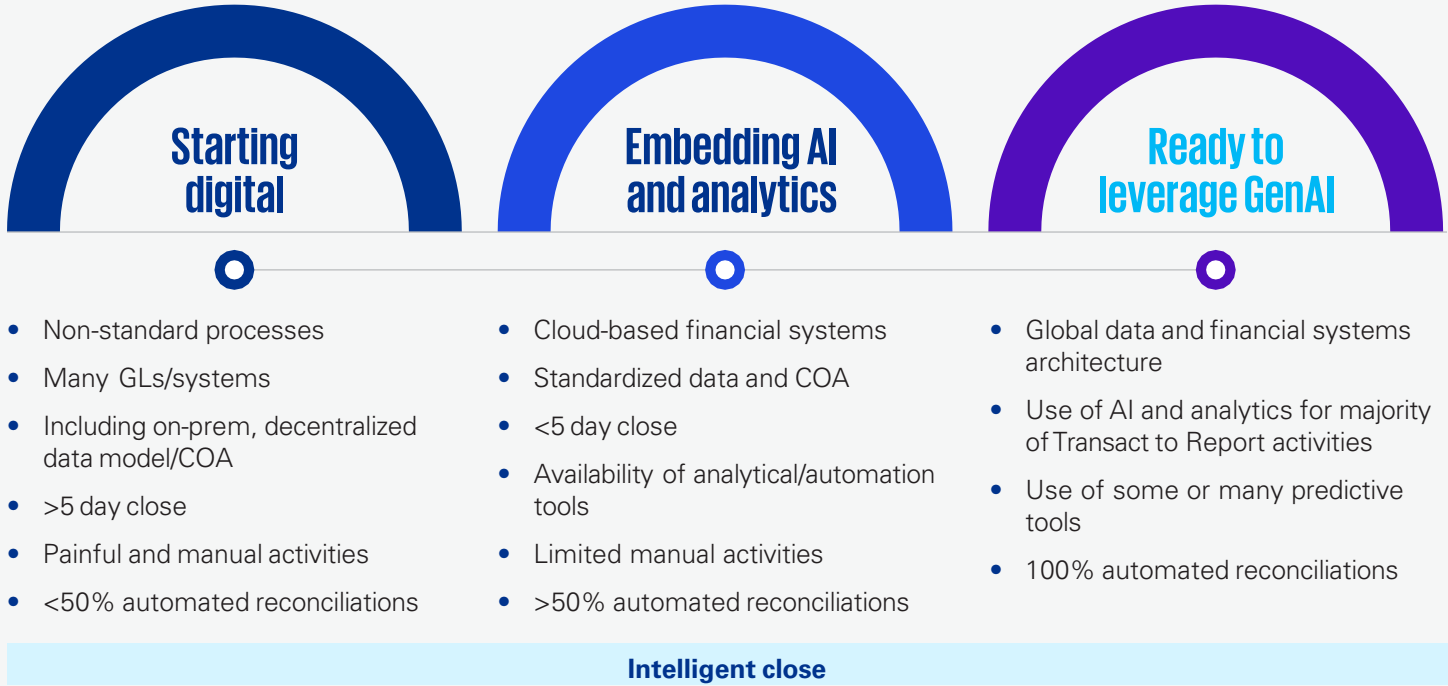 Starting
digital
• Non-standard processes
• Many GLs/systems
• Including on-prem, decentralized
data model/COA
• >5 day close
• Painful and manual activities
• <50% automated reconciliations
Embedding AI
and analytics
• Cloud-based financial systems
• Standardized data and COA
• <5 day close
• Availability of analytical/automation
tools
• Limited manual activities
• >50% automated reconciliations
Ready to
leverage GenAI
• Global data and financial systems
architecture
• Use of AI and analytics for majority
of Transact to Report activities
• Use of some or many predictive
tools
• 100% automated reconciliations
Intelligent close